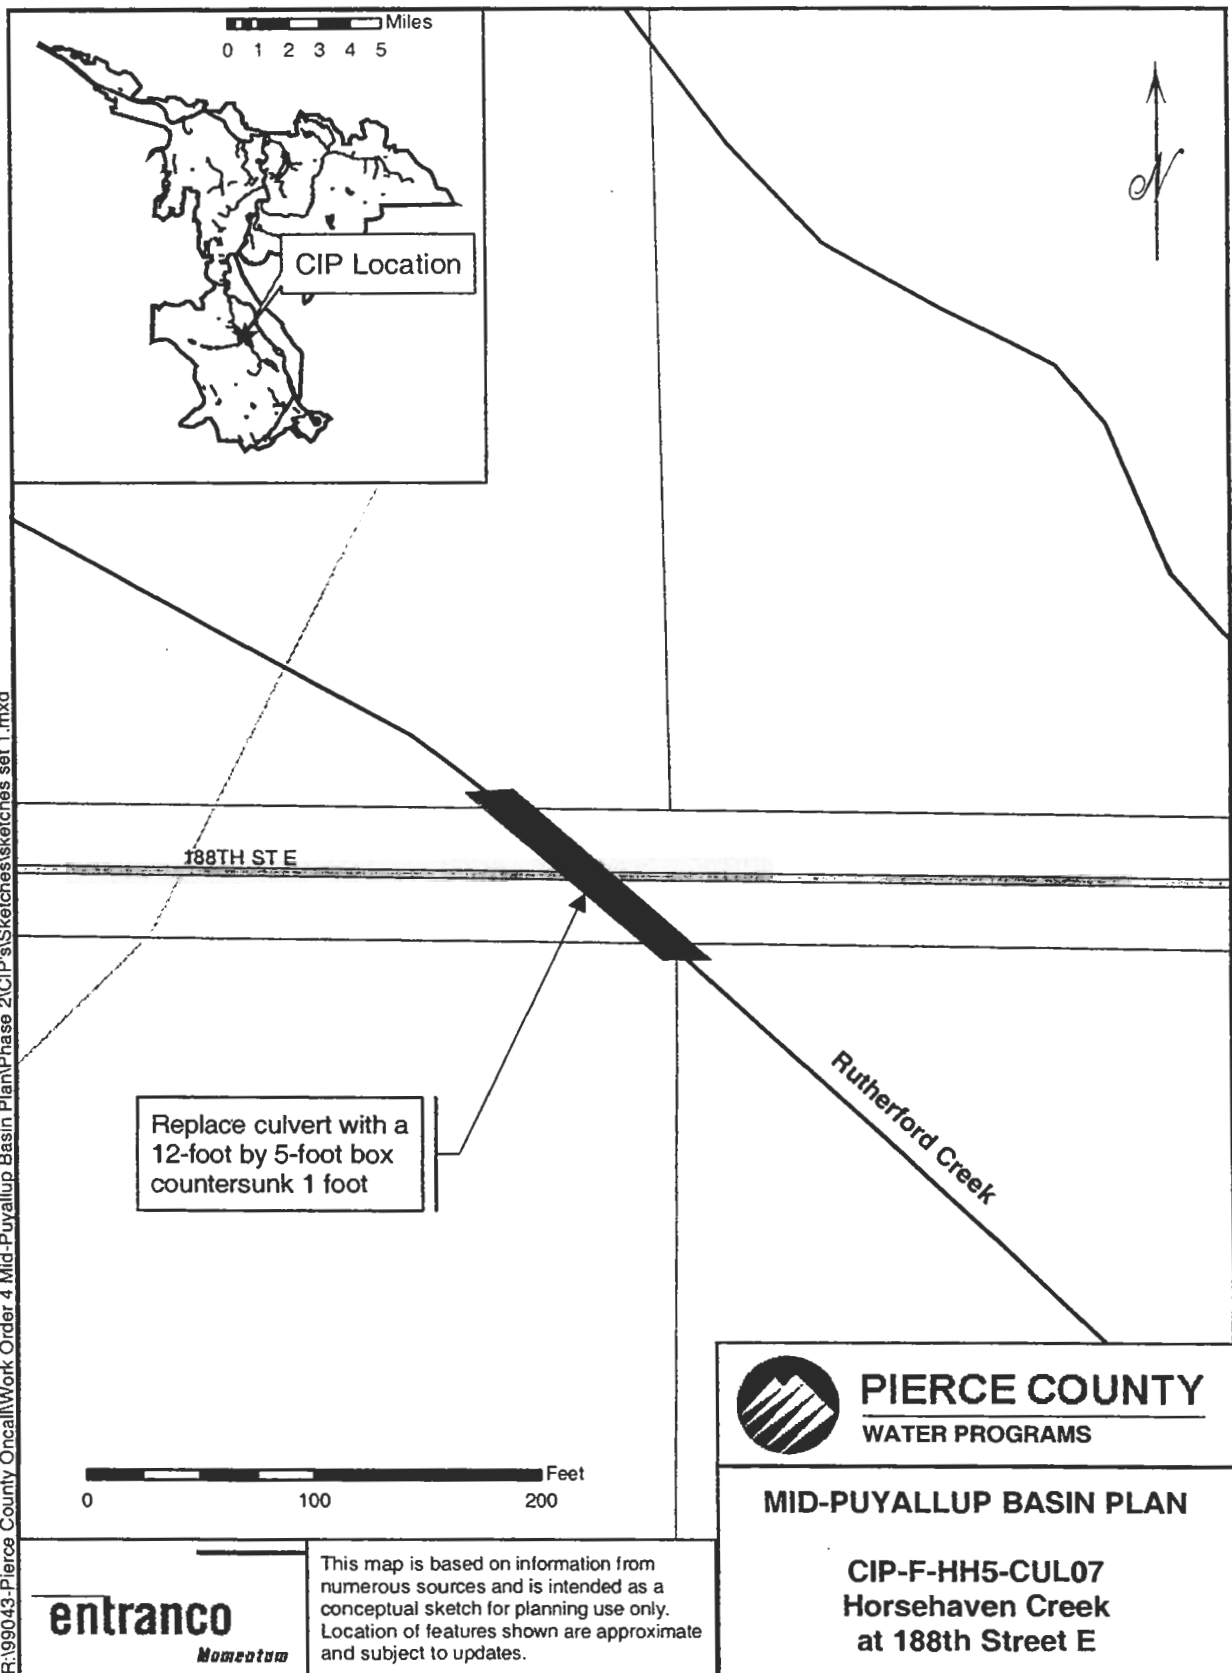 Miles
0 1 2 3 4 5
N
CIP Location
188TH ST E
Replace culvert with a
12-foot by 5-foot box
countersunk 1 foot
Rutherford Creek
R:\99043-Pierce County Oncall\Work Order 4 Mid-Puyallup Basin Plan\Phase 2\CIP's\Sketches\sketches set 1.mxd
Feet
0 100 200
PIERCE COUNTY
WATER PROGRAMS
MID-PUYALLUP BASIN PLAN
CIP-F-HH5-CUL07
Horsehaven Creek
at 188th Street E
entranco
Momentum
This map is based on information from
numerous sources and is intended as a
conceptual sketch for planning use only.
Location of features shown are approximate
and subject to updates.